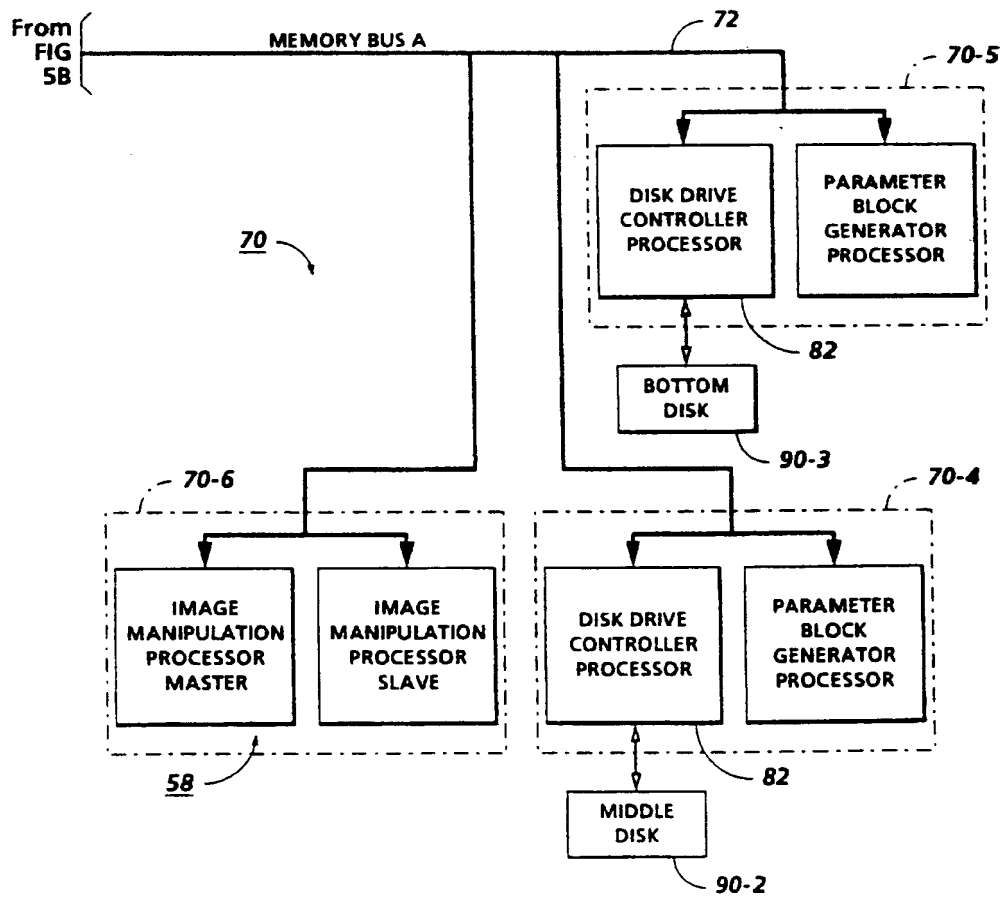 From
FIG
5B
MEMORY BUS A
72
70-5
DISK DRIVE
CONTROLLER
PROCESSOR
PARAMETER
BLOCK
GENERATOR
PROCESSOR
70
82
BOTTOM
DISK
90-3
70-6
70-4
IMAGE
MANIPULATION
PROCESSOR
MASTER
IMAGE
MANIPULATION
PROCESSOR
SLAVE
DISK DRIVE
CONTROLLER
PROCESSOR
PARAMETER
BLOCK
GENERATOR
PROCESSOR
58
82
MIDDLE
DISK
90-2